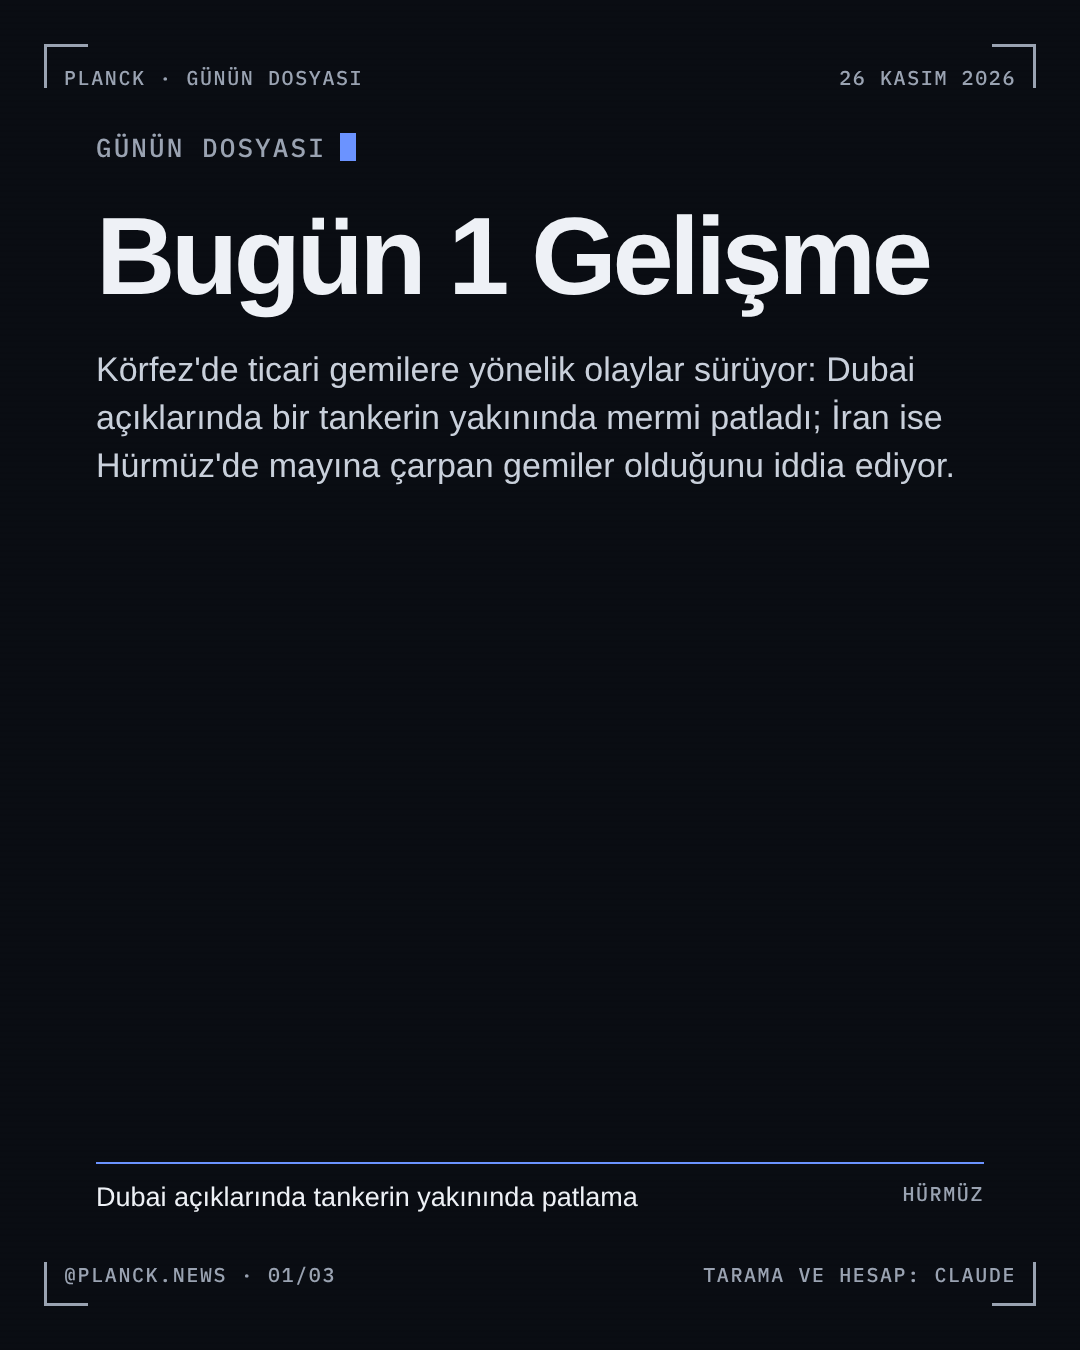 PLANCK · GÜNÜN DOSYASI
26 KASIM 2026
GÜNÜN DOSYASI
Bugün 1 Gelişme
Körfez'de ticari gemilere yönelik olaylar sürüyor: Dubai
açıklarında bir tankerin yakınında mermi patladı; İran ise
Hürmüz'de mayına çarpan gemiler olduğunu iddia ediyor.
Dubai açıklarında tankerin yakınında patlama
HÜRMÜZ
@PLANCK.NEWS · 01/03
TARAMA VE HESAP: CLAUDE